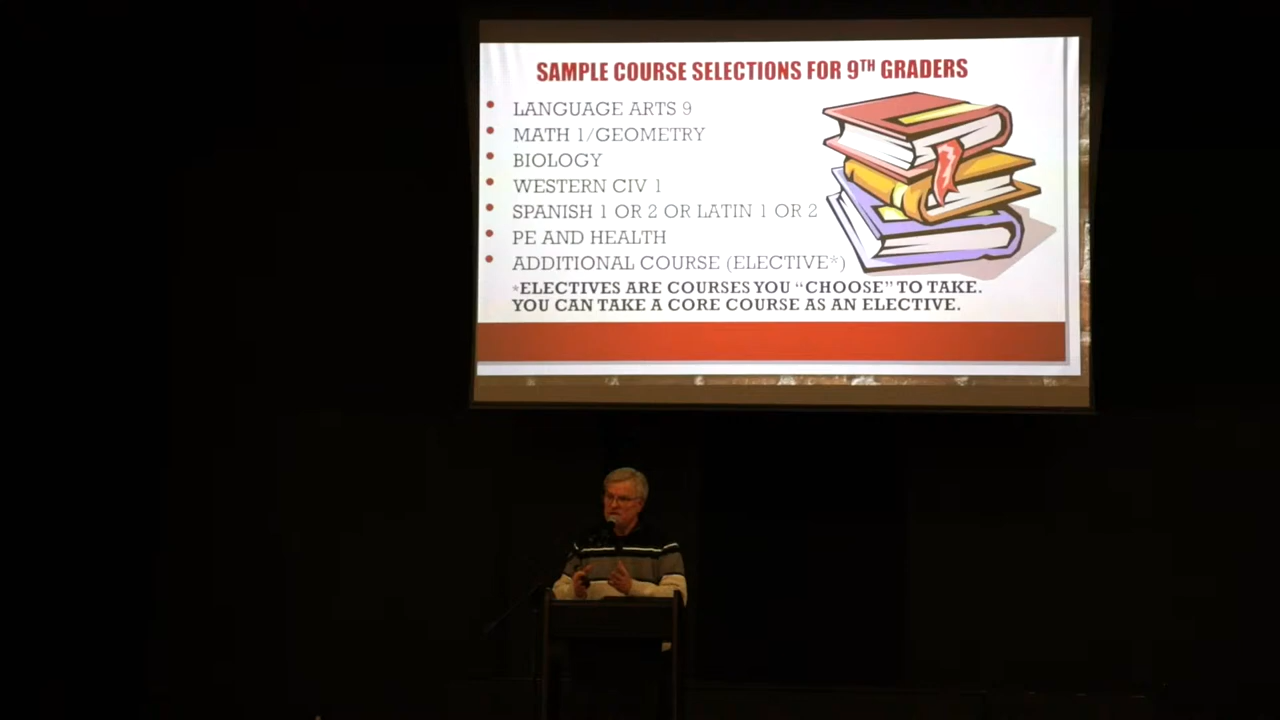 SAMPLE COURSE SELECTIONS FOR 9TH GRADERS
• LANGUAGE ARTS 9
• MATH 1/GEOMETRY
• BIOLOGY
• WESTERN CIV 1
• SPANISH 1 OR 2 OR LATIN 1 OR 2
• PE AND HEALTH
• ADDITIONAL COURSE (ELECTIVE*)
*ELECTIVES ARE COURSES YOU “CHOOSE” TO TAKE.
YOU CAN TAKE A CORE COURSE AS AN ELECTIVE.